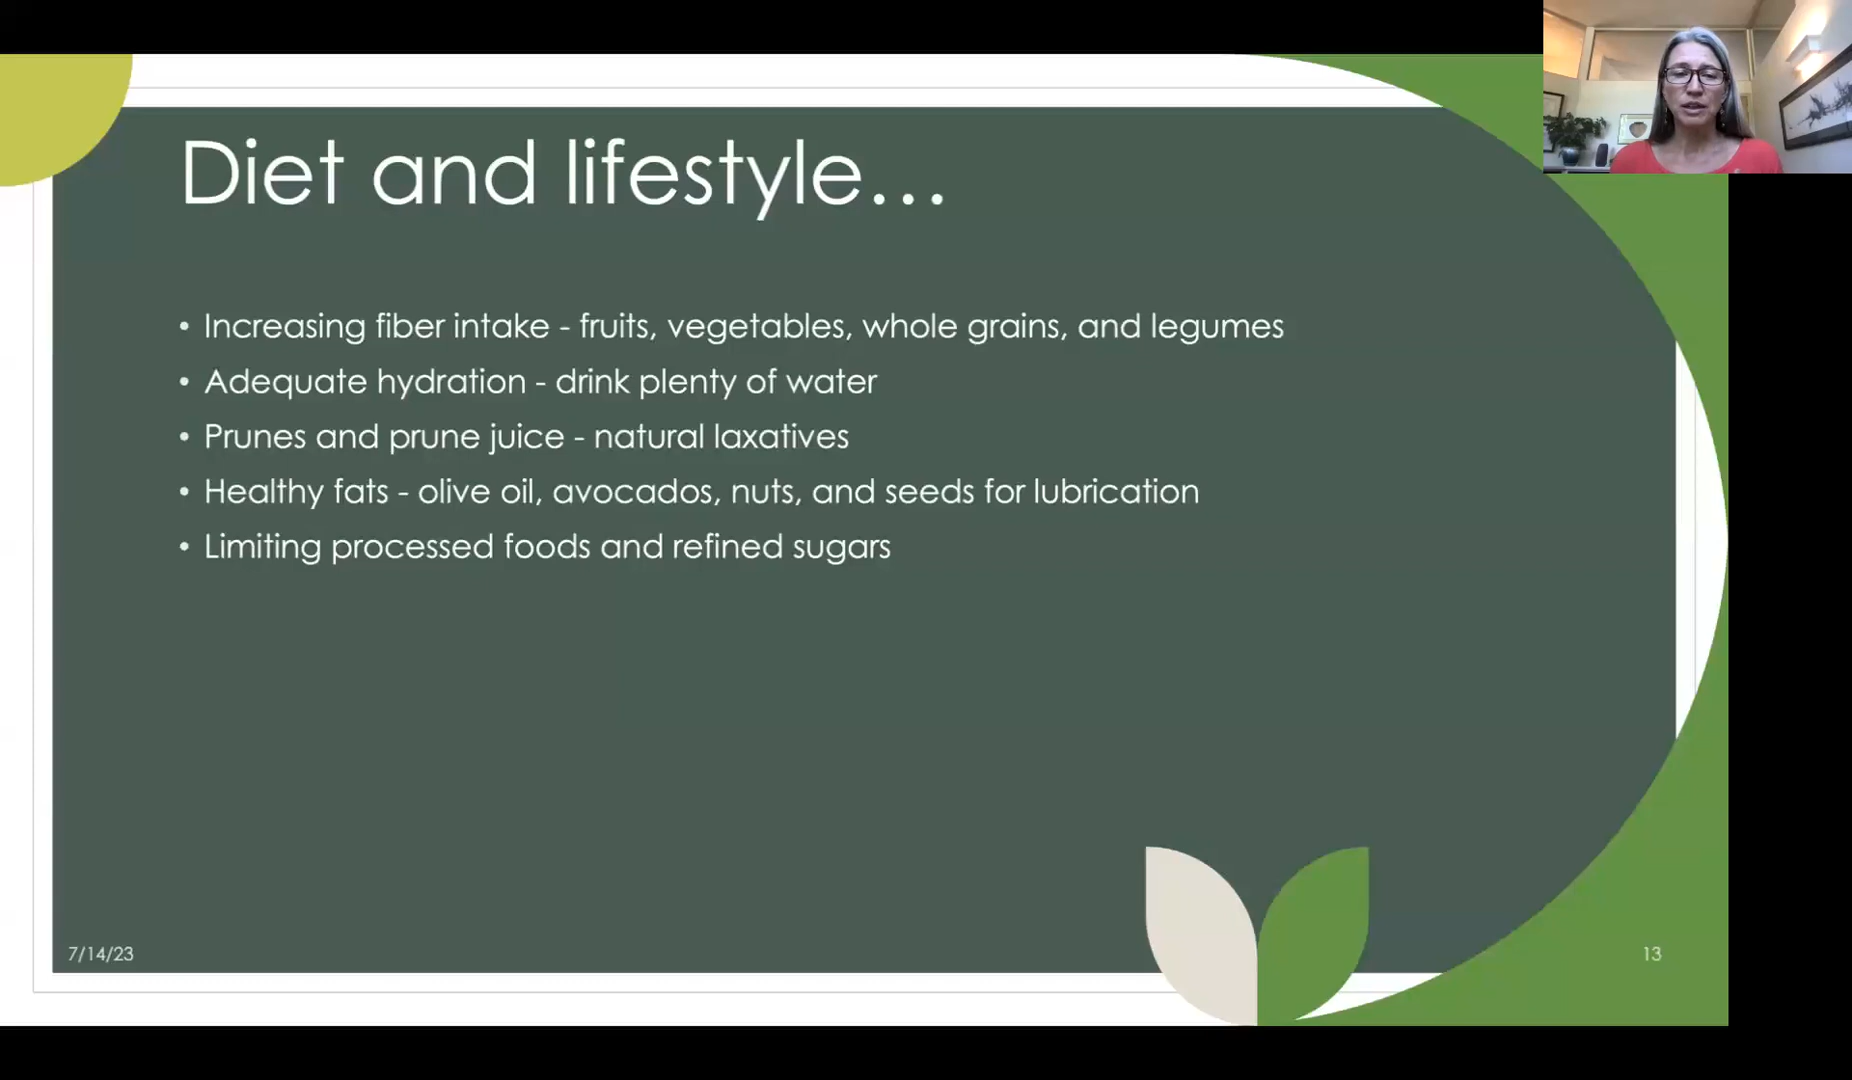 Diet and lifestyle...
• Increasing fiber intake - fruits, vegetables, whole grains, and legumes
• Adequate hydration - drink plenty of water
• Prunes and prune juice - natural laxatives
• Healthy fats - olive oil, avocados, nuts, and seeds for lubrication
• Limiting processed foods and refined sugars
7/14/23
13